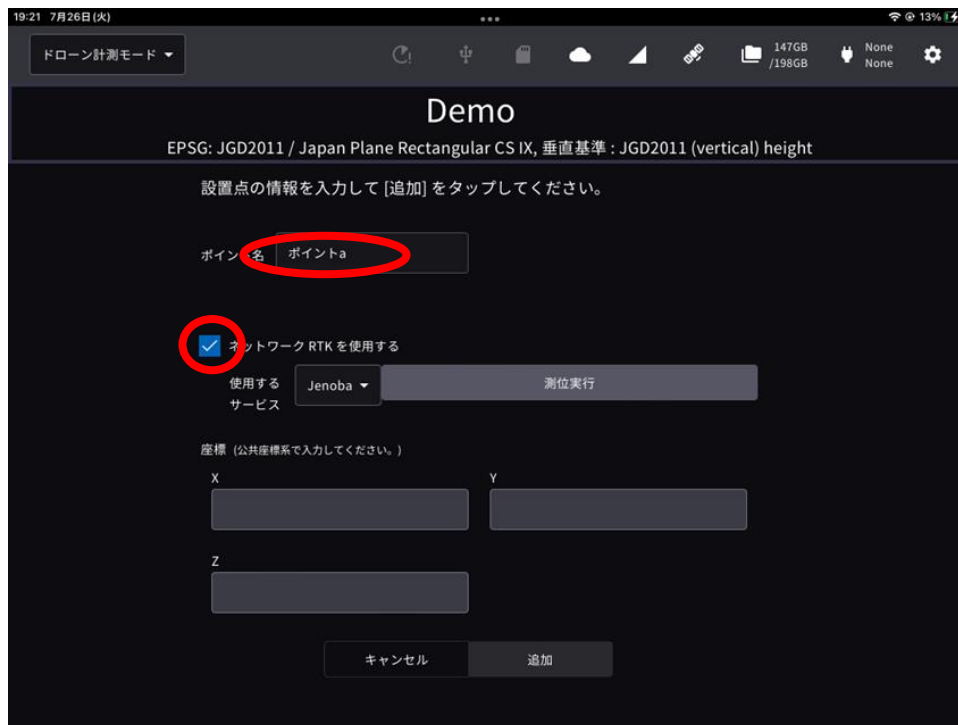 19:21 7月26日(火)
13%
ドローン計測モード
147GB
/198GB
None
None
Demo
EPSG: JGD2011 / Japan Plane Rectangular CS IX, 垂直基準 : JGD2011 (vertical) height
設置点の情報を入力して [追加] をタップしてください。
ポイント名 ポイントa
ネットワーク RTK を使用する
使用する
サービス
Jenoba
測位実行
座標 (公共座標系で入力してください。)
X
Y
Z
キャンセル
追加